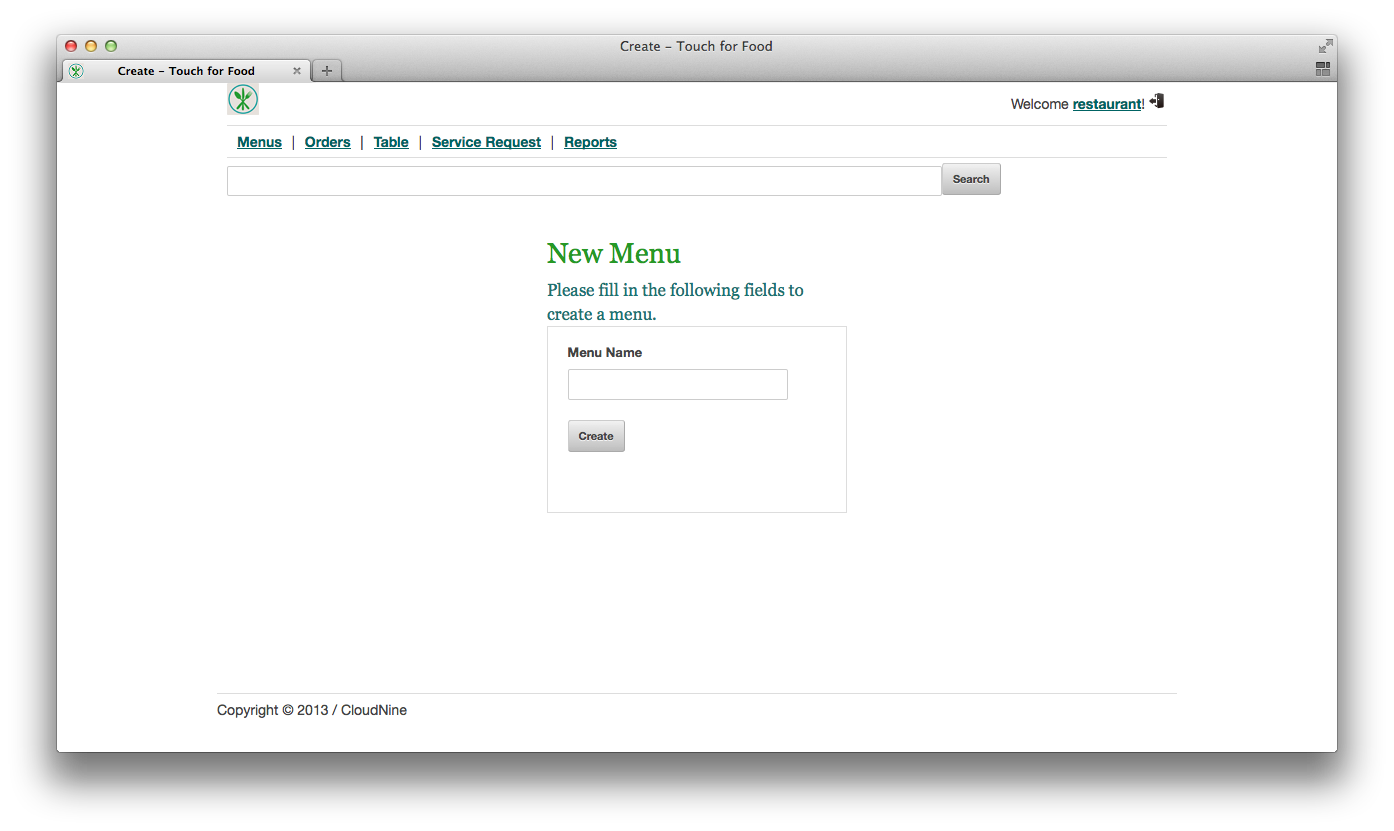 Create – Touch for Food
Create – Touch for Food
Welcome restaurant!
Menus | Orders | Table | Service Request | Reports
Search
New Menu
Please fill in the following fields to
create a menu.
Menu Name
Create
Copyright © 2013 / CloudNine